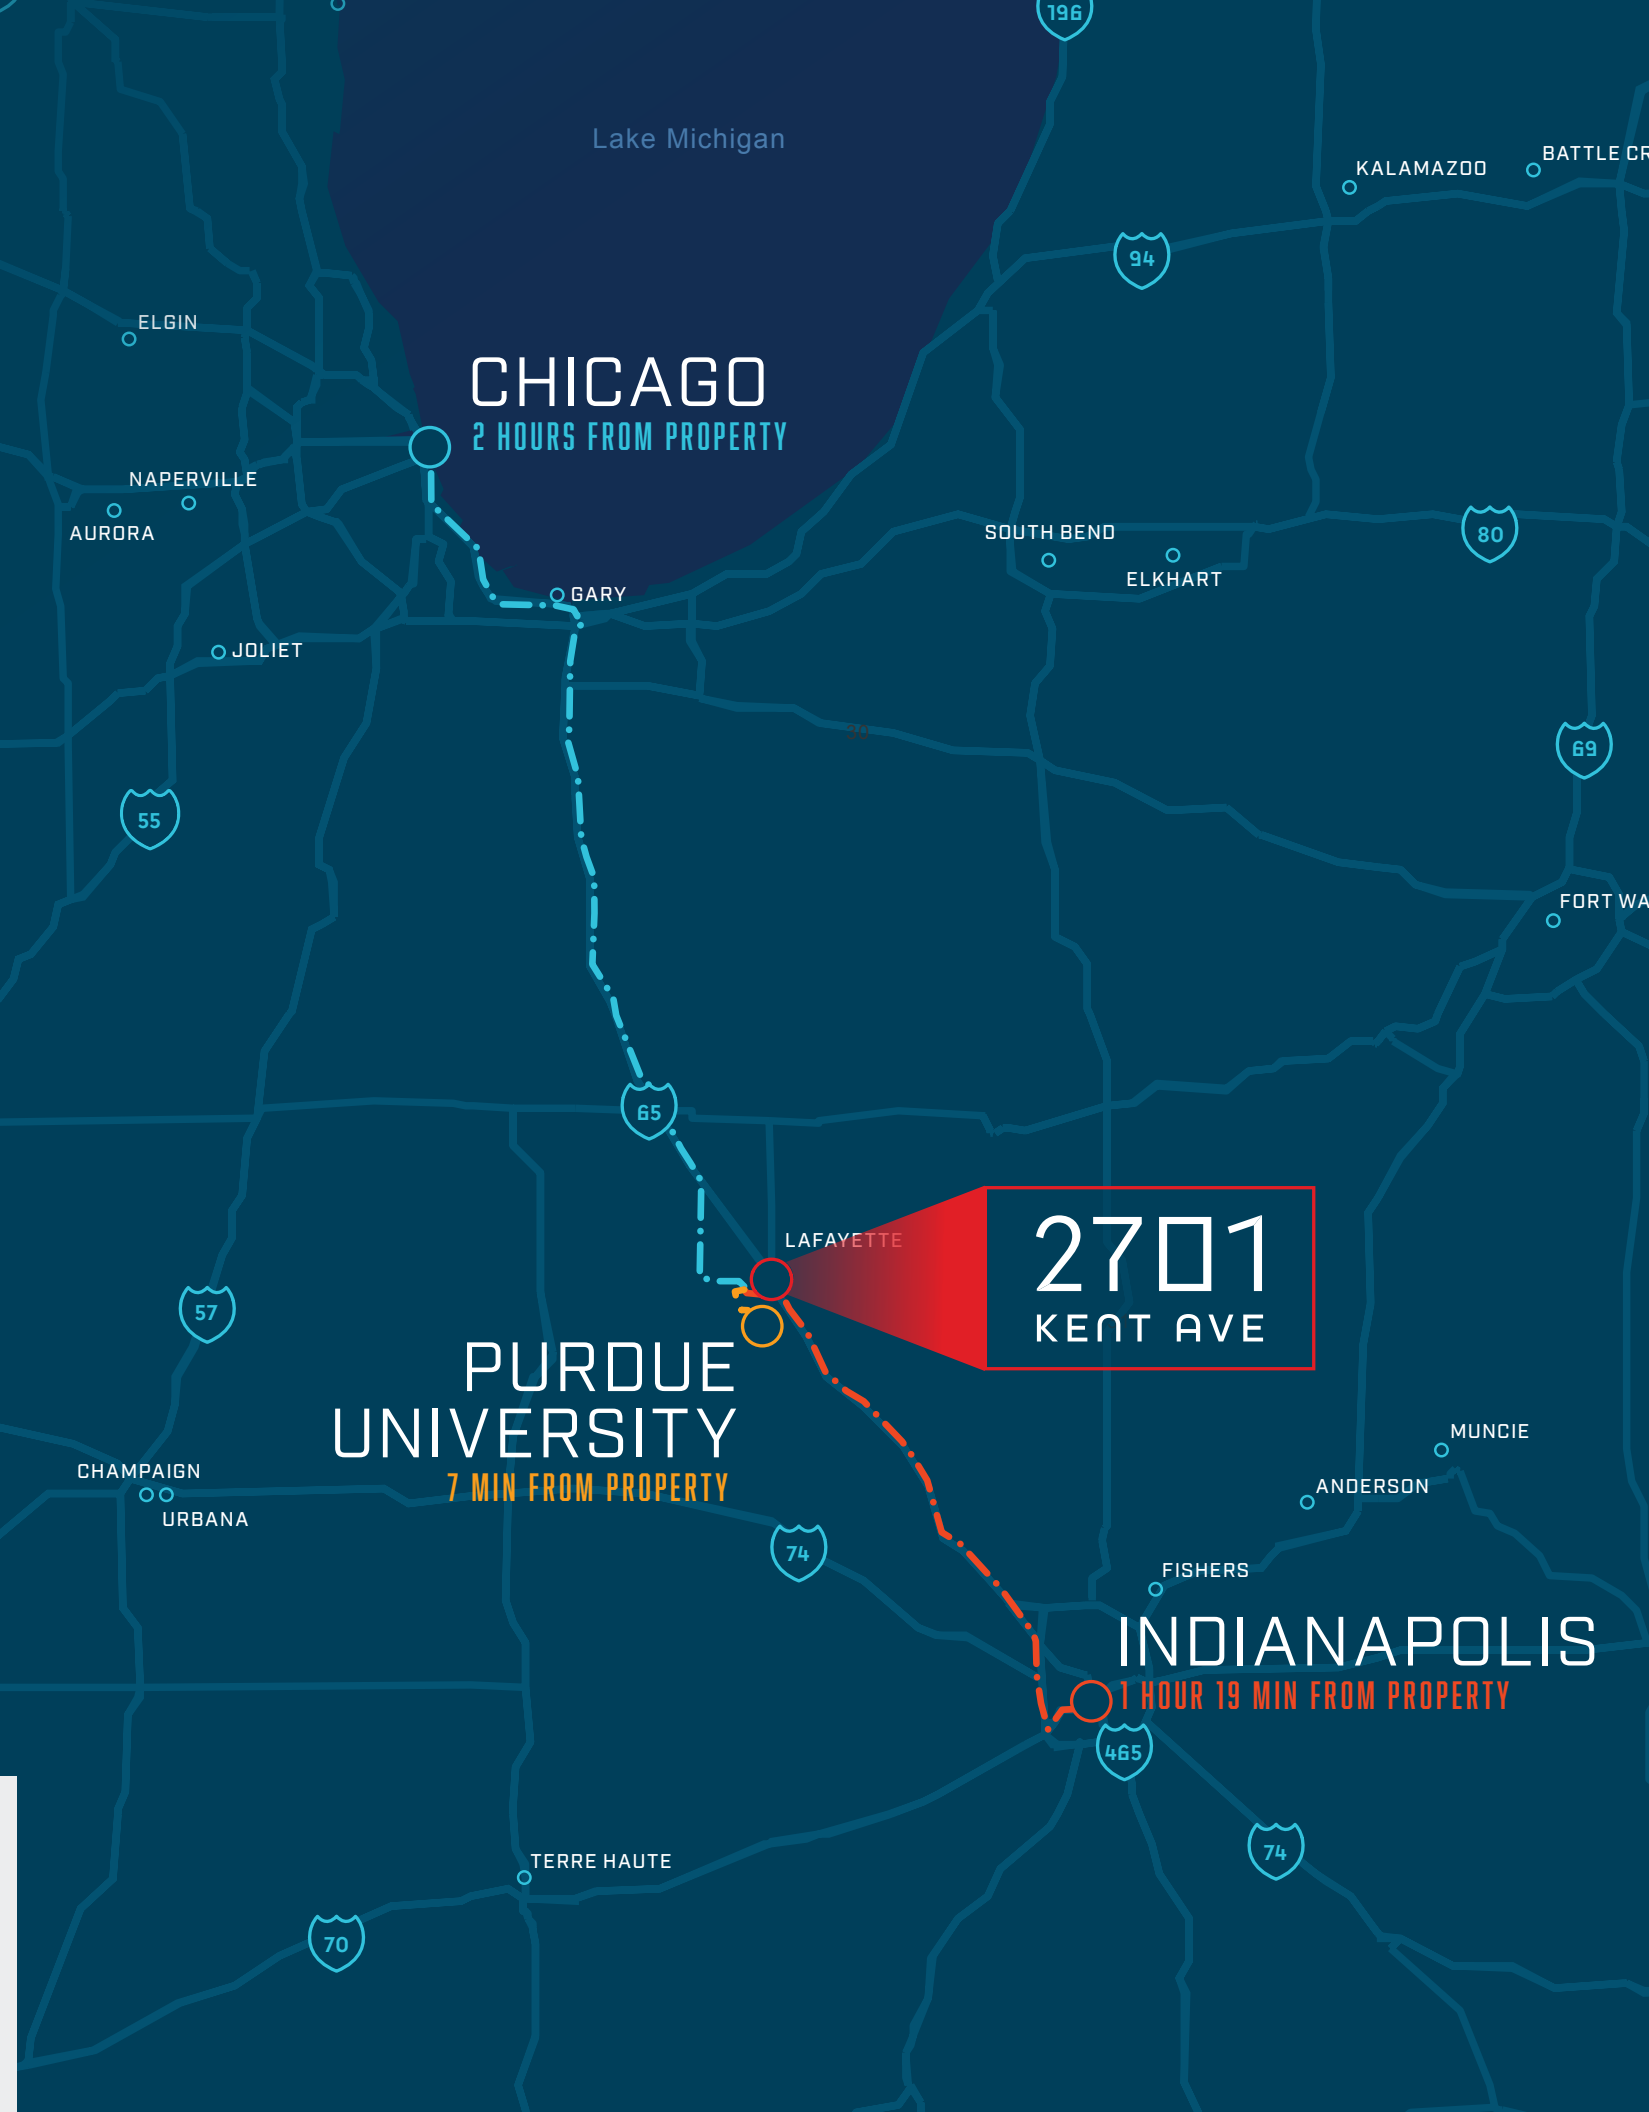 196
Lake Michigan
BATTLE CR
KALAMAZOO
94
ELGIN
CHICAGO
2 HOURS FROM PROPERTY
NAPERVILLE
AURORA
SOUTH BEND
80
ELKHART
GARY
JOLIET
30
69
55
FORT WA
65
2701
KENT AVE
LAFAYETTE
57
PURDUE
UNIVERSITY
7 MIN FROM PROPERTY
MUNCIE
CHAMPAIGN
URBANA
ANDERSON
74
FISHERS
INDIANAPOLIS
1 HOUR 19 MIN FROM PROPERTY
465
74
TERRE HAUTE
70